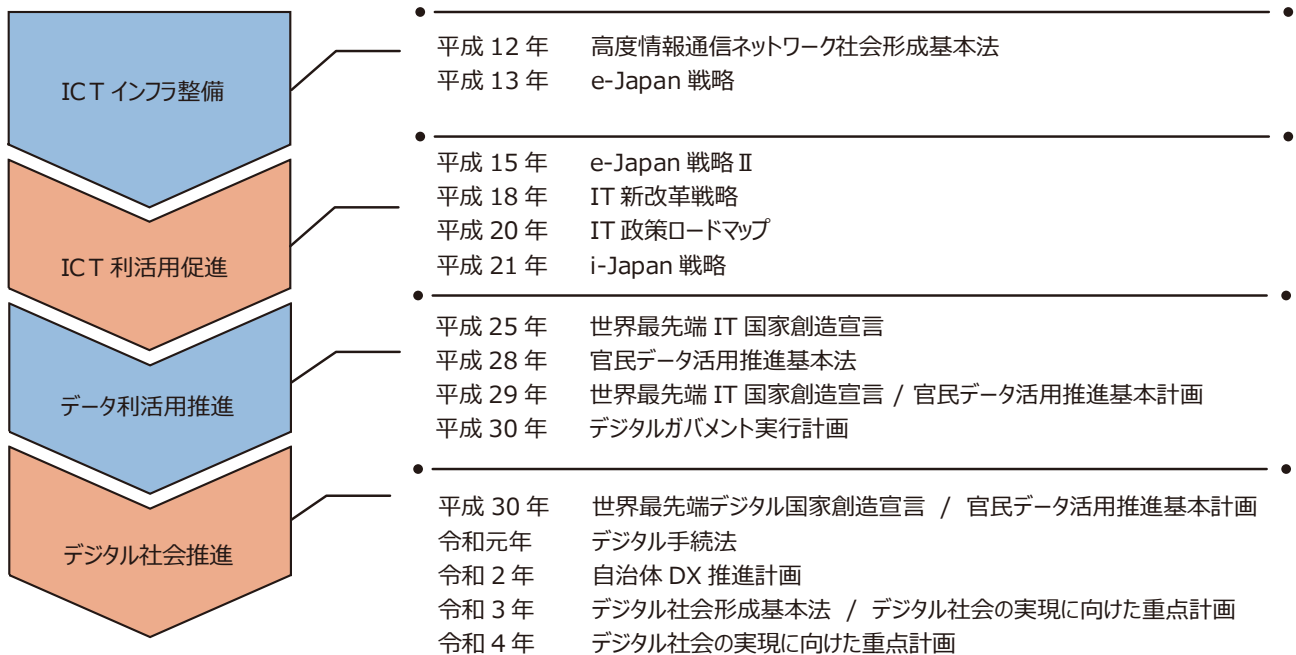 ICT インフラ整備
平成 12 年 高度情報通信ネットワーク社会形成基本法
平成 13 年 e-Japan 戦略
ICT 利活用促進
平成 15 年 e-Japan 戦略Ⅱ
平成 18 年 IT 新改革戦略
平成 20 年 IT 政策ロードマップ
平成 21 年 i-Japan 戦略
データ利活用推進
平成 25 年 世界最先端 IT 国家創造宣言
平成 28 年 官民データ活用推進基本法
平成 29 年 世界最先端 IT 国家創造宣言 / 官民データ活用推進基本計画
平成 30 年 デジタルガバメント実行計画
デジタル社会推進
平成 30 年 世界最先端デジタル国家創造宣言 / 官民データ活用推進基本計画
令和元年 デジタル手続法
令和 2 年 自治体 DX 推進計画
令和 3 年 デジタル社会形成基本法 / デジタル社会の実現に向けた重点計画
令和 4 年 デジタル社会の実現に向けた重点計画